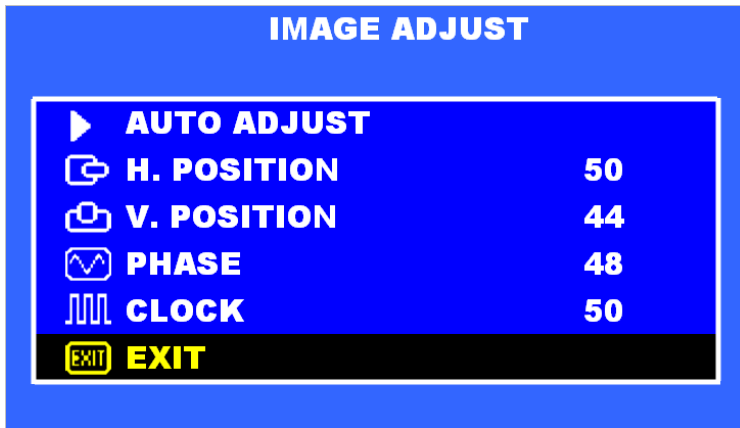 IMAGE ADJUST
AUTO ADJUST
H. POSITION 50
V. POSITION 44
PHASE 48
CLOCK 50
EXIT EXIT